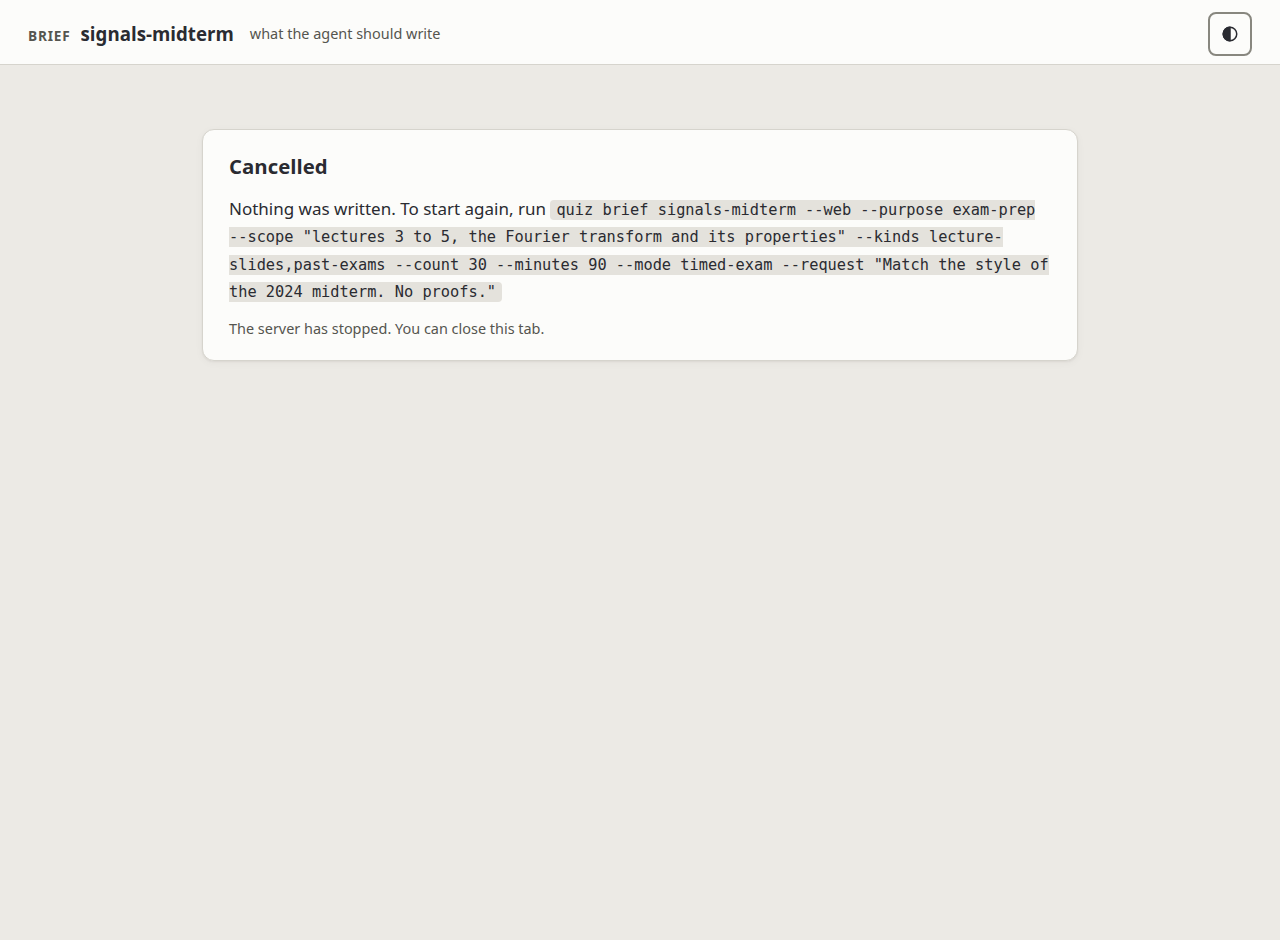 BRIEF signals-midterm what the agent should write
Cancelled
Nothing was written. To start again, run quiz brief signals-midterm --web --purpose exam-prep
--scope "lectures 3 to 5, the Fourier transform and its properties" --kinds lecture-
slides,past-exams --count 30 --minutes 90 --mode timed-exam --request "Match the style of
the 2024 midterm. No proofs."
The server has stopped. You can close this tab.